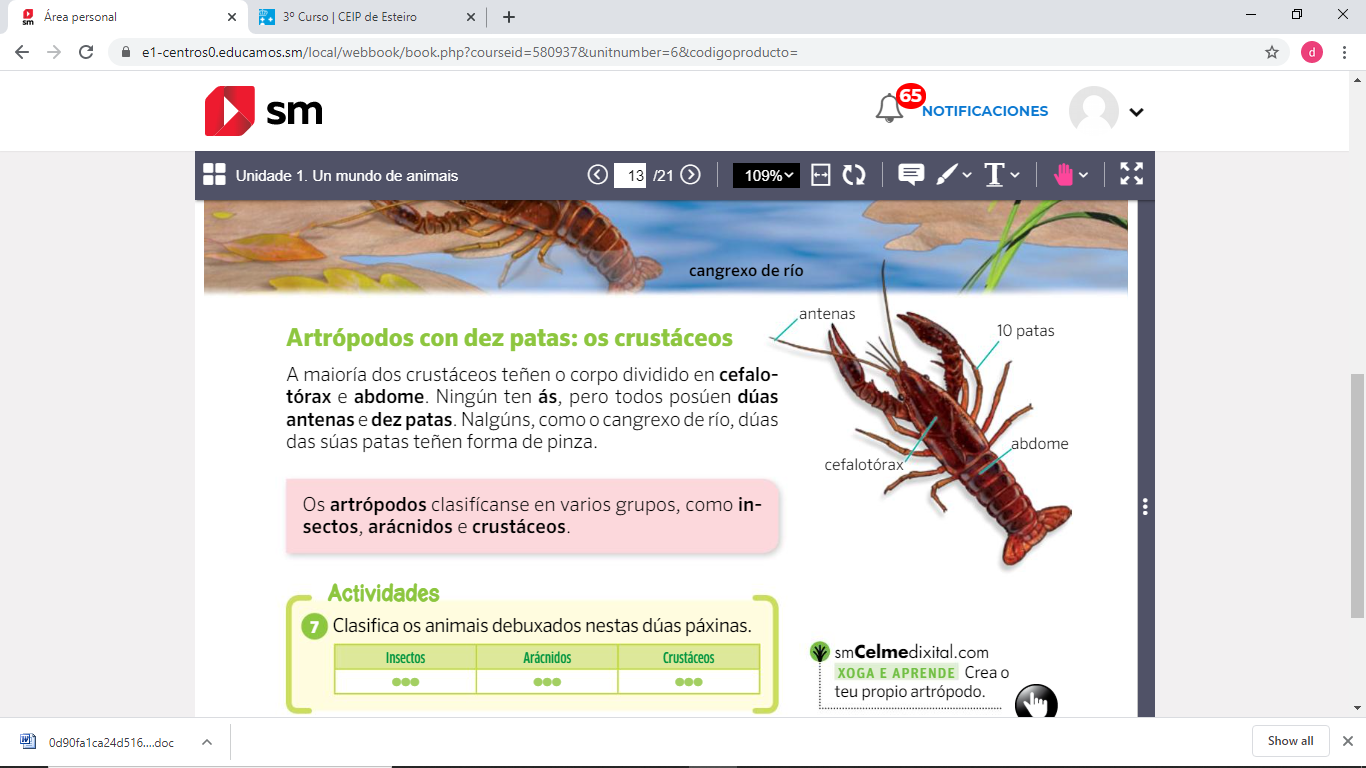 Área personal
3º Curso | CEIP de Esteiro
e1-centros0.educamos.sm/local/webbook/book.php?courseid=580937&unitnumber=6&codigoproducto=
d
sm
65
NOTIFICACIONES
Unidade 1. Un mundo de animais
13 /21
109%
T
cangrexo de río
antenas
10 patas
abdome
cefalotórax
Artrópodos con dez patas: os crustáceos
A maioría dos crustáceos teñen o corpo dividido en cefalo-
tórax e abdome. Ningún ten ás, pero todos posúen dúas
antenas e dez patas. Nalgúns, como o cangrexo de río, dúas
das súas patas teñen forma de pinza.
Os artrópodos clasifícanse en varios grupos, como in-
sectos, arácnidos e crustáceos.
Actividades
7 Clasifica os animais debuxados nestas dúas páxinas.
Insectos Arácnidos Crustáceos
smCelmedixital.com
XOGA E APRENDE Crea o
teu propio artrópodo.
0d90fa1ca24d516....doc
Show all